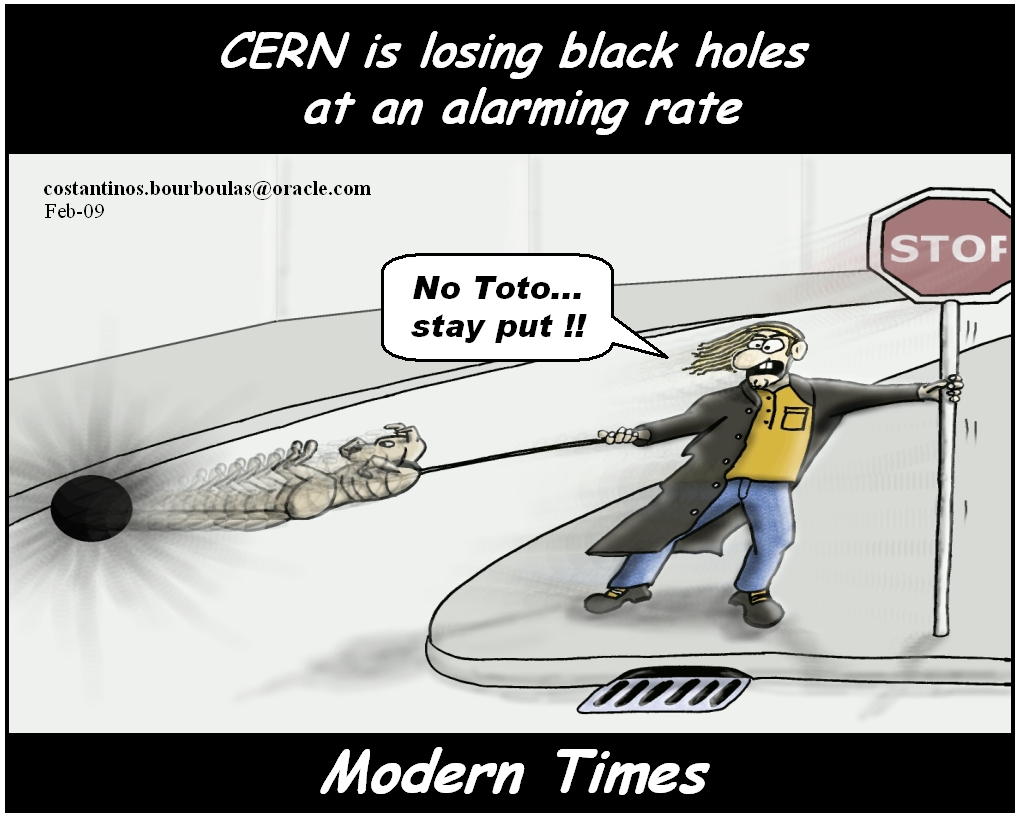 CERN is losing black holes
at an alarming rate
costantinos.bourboulas@oracle.com
Feb-09
No Toto...
stay put !!
STOP
Modern Times